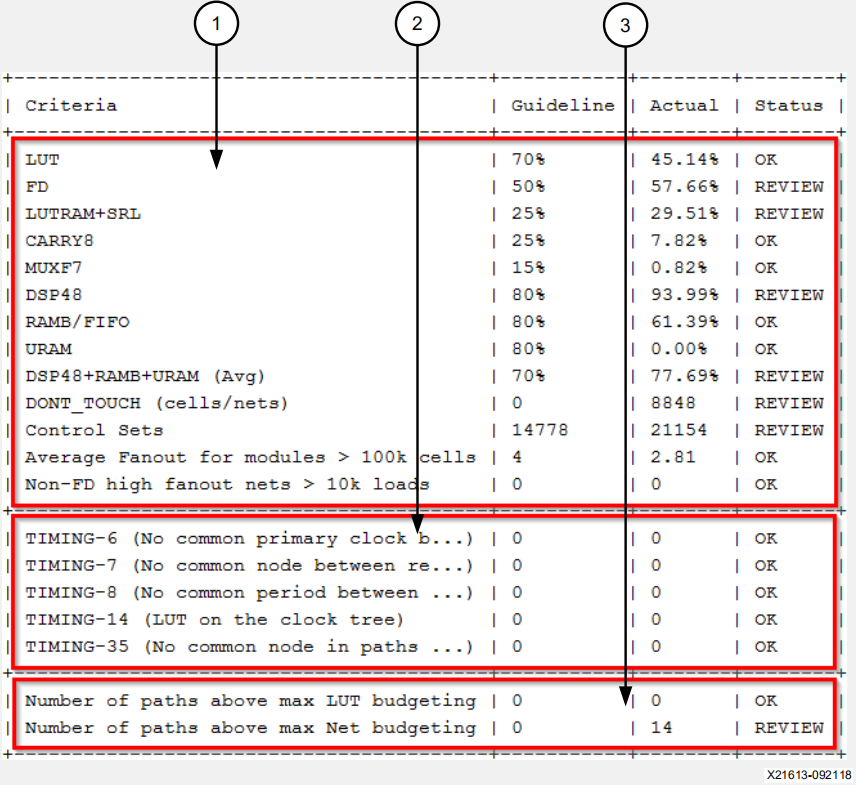 1 2 3
+---------------------------------------+-----------+--------+--------+
| Criteria | Guideline | Actual | Status |
+---------------------------------------+-----------+--------+--------+
| LUT | 70% | 45.14% | OK |
| FD | 50% | 57.66% | REVIEW |
| LUTRAM+SRL | 25% | 29.51% | REVIEW |
| CARRY8 | 25% | 7.82% | OK |
| MUXF7 | 15% | 0.82% | OK |
| DSP48 | 80% | 93.99% | REVIEW |
| RAMB/FIFO | 80% | 61.39% | OK |
| URAM | 80% | 0.00% | OK |
| DSP48+RAMB+URAM (Avg) | 70% | 77.69% | REVIEW |
| DONT_TOUCH (cells/nets) | 0 | 8848 | REVIEW |
| Control Sets | 14778 | 21154 | REVIEW |
| Average Fanout for modules > 100k cells | 4 | 2.81 | OK |
| Non-FD high fanout nets > 10k loads | 0 | 0 | OK |
+---------------------------------------+-----------+--------+--------+
| TIMING-6 (No common primary clock b...) | 0 | 0 | OK |
| TIMING-7 (No common node between re...) | 0 | 0 | OK |
| TIMING-8 (No common period between ...) | 0 | 0 | OK |
| TIMING-14 (LUT on the clock tree) | 0 | 0 | OK |
| TIMING-35 (No common node in paths ...) | 0 | 0 | OK |
+---------------------------------------+-----------+--------+--------+
| Number of paths above max LUT budgeting | 0 | 0 | OK |
| Number of paths above max Net budgeting | 0 | 14 | REVIEW |
+---------------------------------------+-----------+--------+--------+
X21613-092118